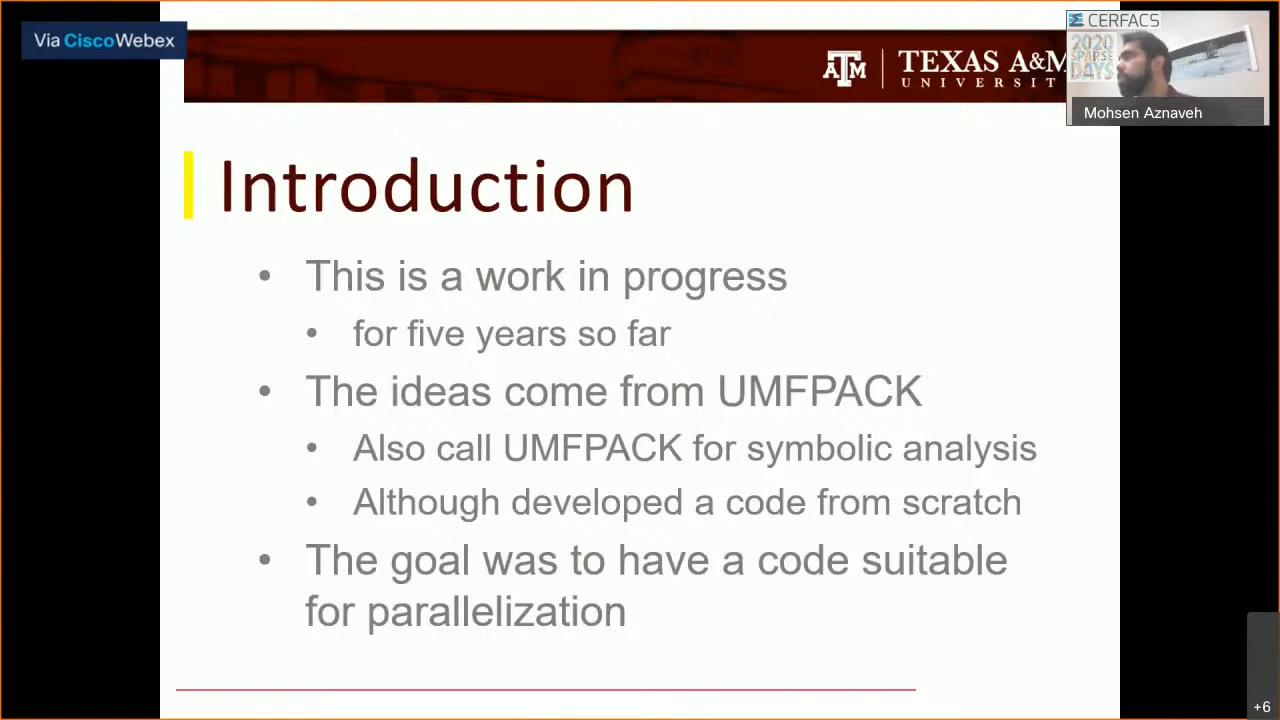 Via CiscoWebex
ATM
TEXAS A&M
UNIVERSIT
CERFACS
2020
SPARSE
DAYS
Mohsen Aznaveh
Introduction
• This is a work in progress
• for five years so far
• The ideas come from UMFPACK
• Also call UMFPACK for symbolic analysis
• Although developed a code from scratch
• The goal was to have a code suitable
for parallelization
+6